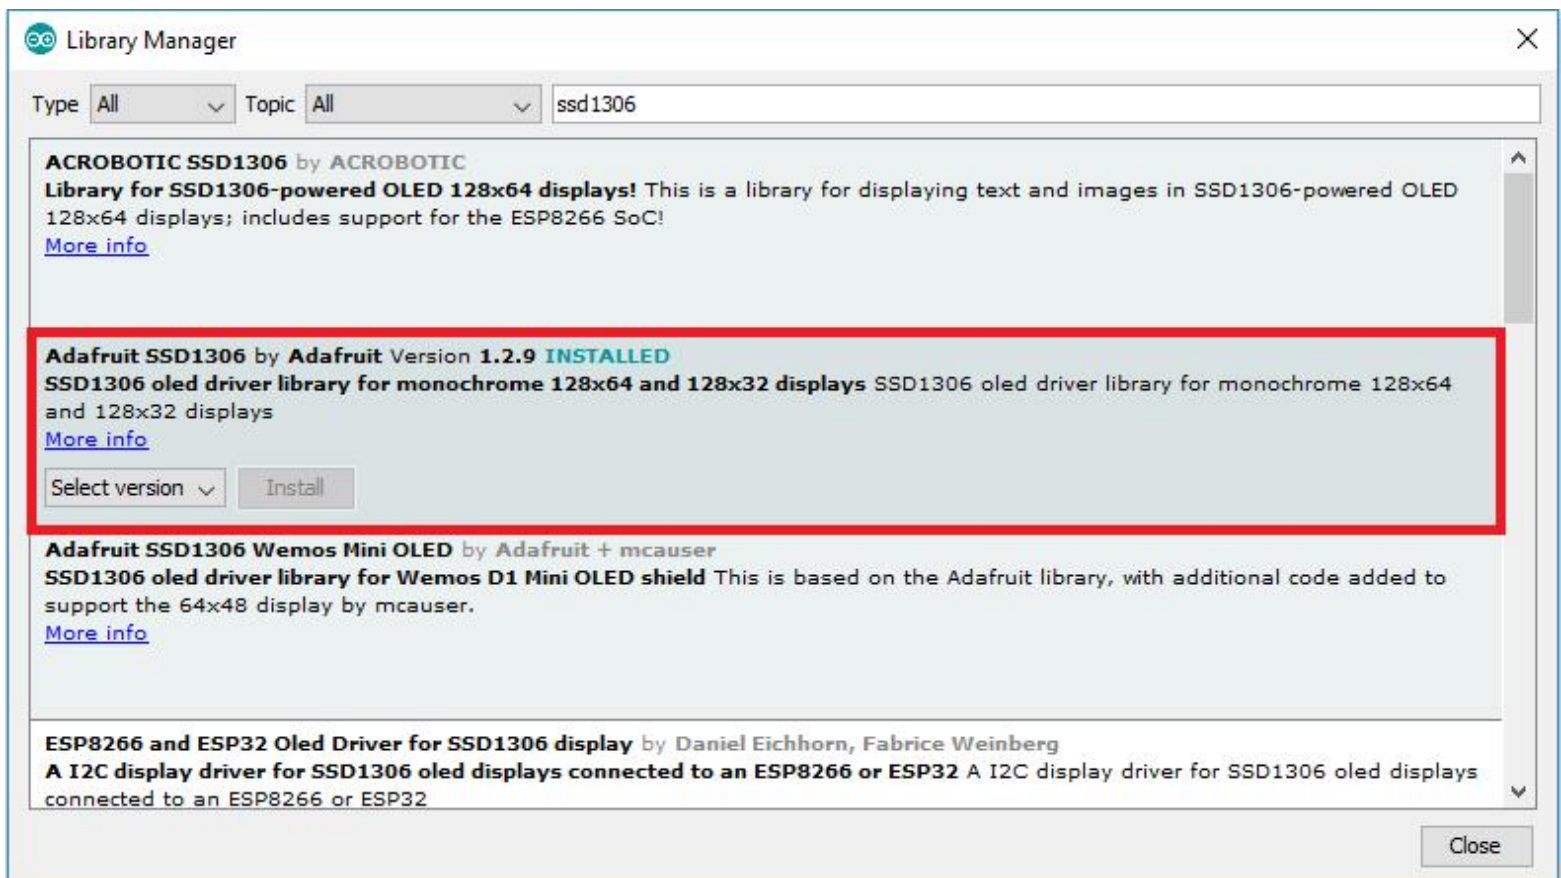 Library Manager
Type All Topic All ssd1306
ACROBOTIC SSD1306 by ACROBOTIC
Library for SSD1306-powered OLED 128x64 displays! This is a library for displaying text and images in SSD1306-powered OLED
128x64 displays; includes support for the ESP8266 SoC!
More info
Adafruit SSD1306 by Adafruit Version 1.2.9 INSTALLED
SSD1306 oled driver library for monochrome 128x64 and 128x32 displays SSD1306 oled driver library for monochrome 128x64
and 128x32 displays
More info
Select version Install
Adafruit SSD1306 Wemos Mini OLED by Adafruit + mcauser
SSD1306 oled driver library for Wemos D1 Mini OLED shield This is based on the Adafruit library, with additional code added to
support the 64x48 display by mcauser.
More info
ESP8266 and ESP32 Oled Driver for SSD1306 display by Daniel Eichhorn, Fabrice Weinberg
A I2C display driver for SSD1306 oled displays connected to an ESP8266 or ESP32 A I2C display driver for SSD1306 oled displays
connected to an ESP8266 or ESP32
Close